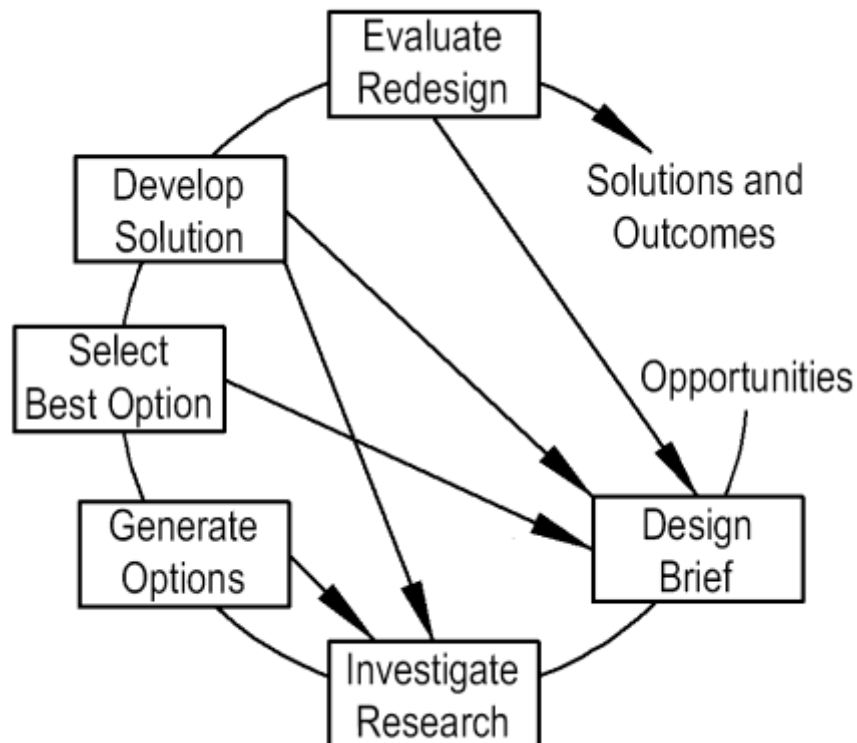 Evaluate
Redesign
Solutions and
Outcomes
Develop
Solution
Select
Best Option
Opportunities
Generate
Options
Design
Brief
Investigate
Research